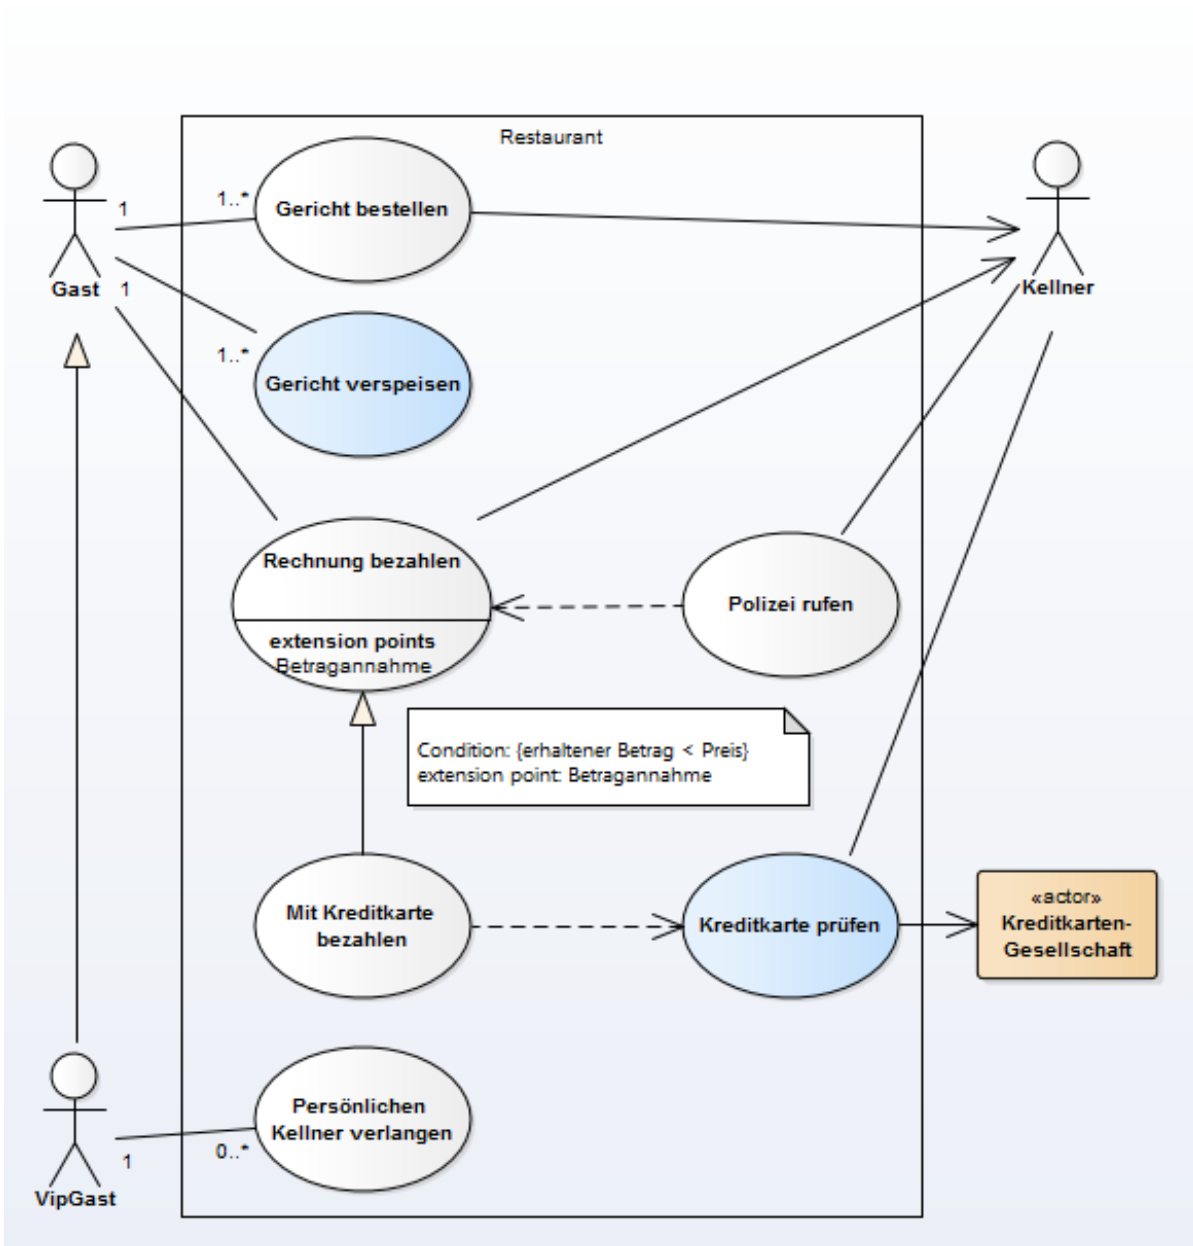 Restaurant
Gericht bestellen
1
1..*
Gast
1
Kellner
1..*
Gericht verspeisen
Rechnung bezahlen
extension points
Betragannahme
Polizei rufen
Condition: {erhaltener Betrag < Preis}
extension point: Betragannahme
Mit Kreditkarte
bezahlen
Kreditkarte prüfen
«actor»
Kreditkarten-
Gesellschaft
Persönlichen
Kellner verlangen
1
0..*
VipGast